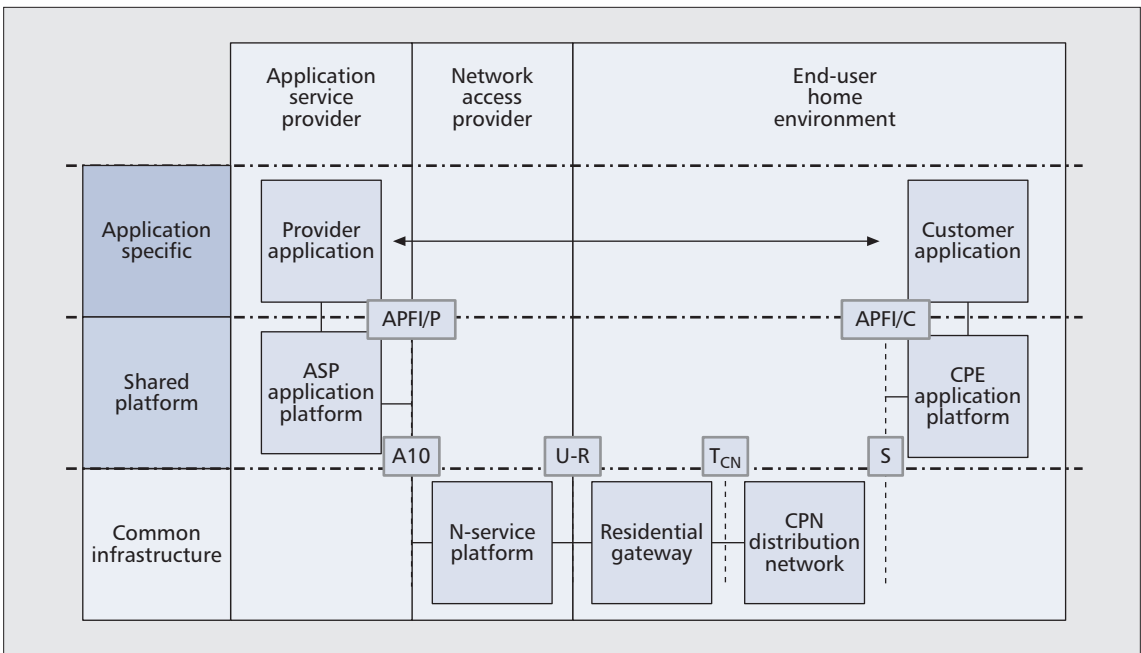 Application
service
provider
Network
access
provider
End-user
home
environment
Application
specific
Provider
application
Customer
application
APFI/P
APFI/C
Shared
platform
ASP
application
platform
CPE
application
platform
A10
U-R
TCN
S
Common
infrastructure
N-service
platform
Residential
gateway
CPN
distribution
network